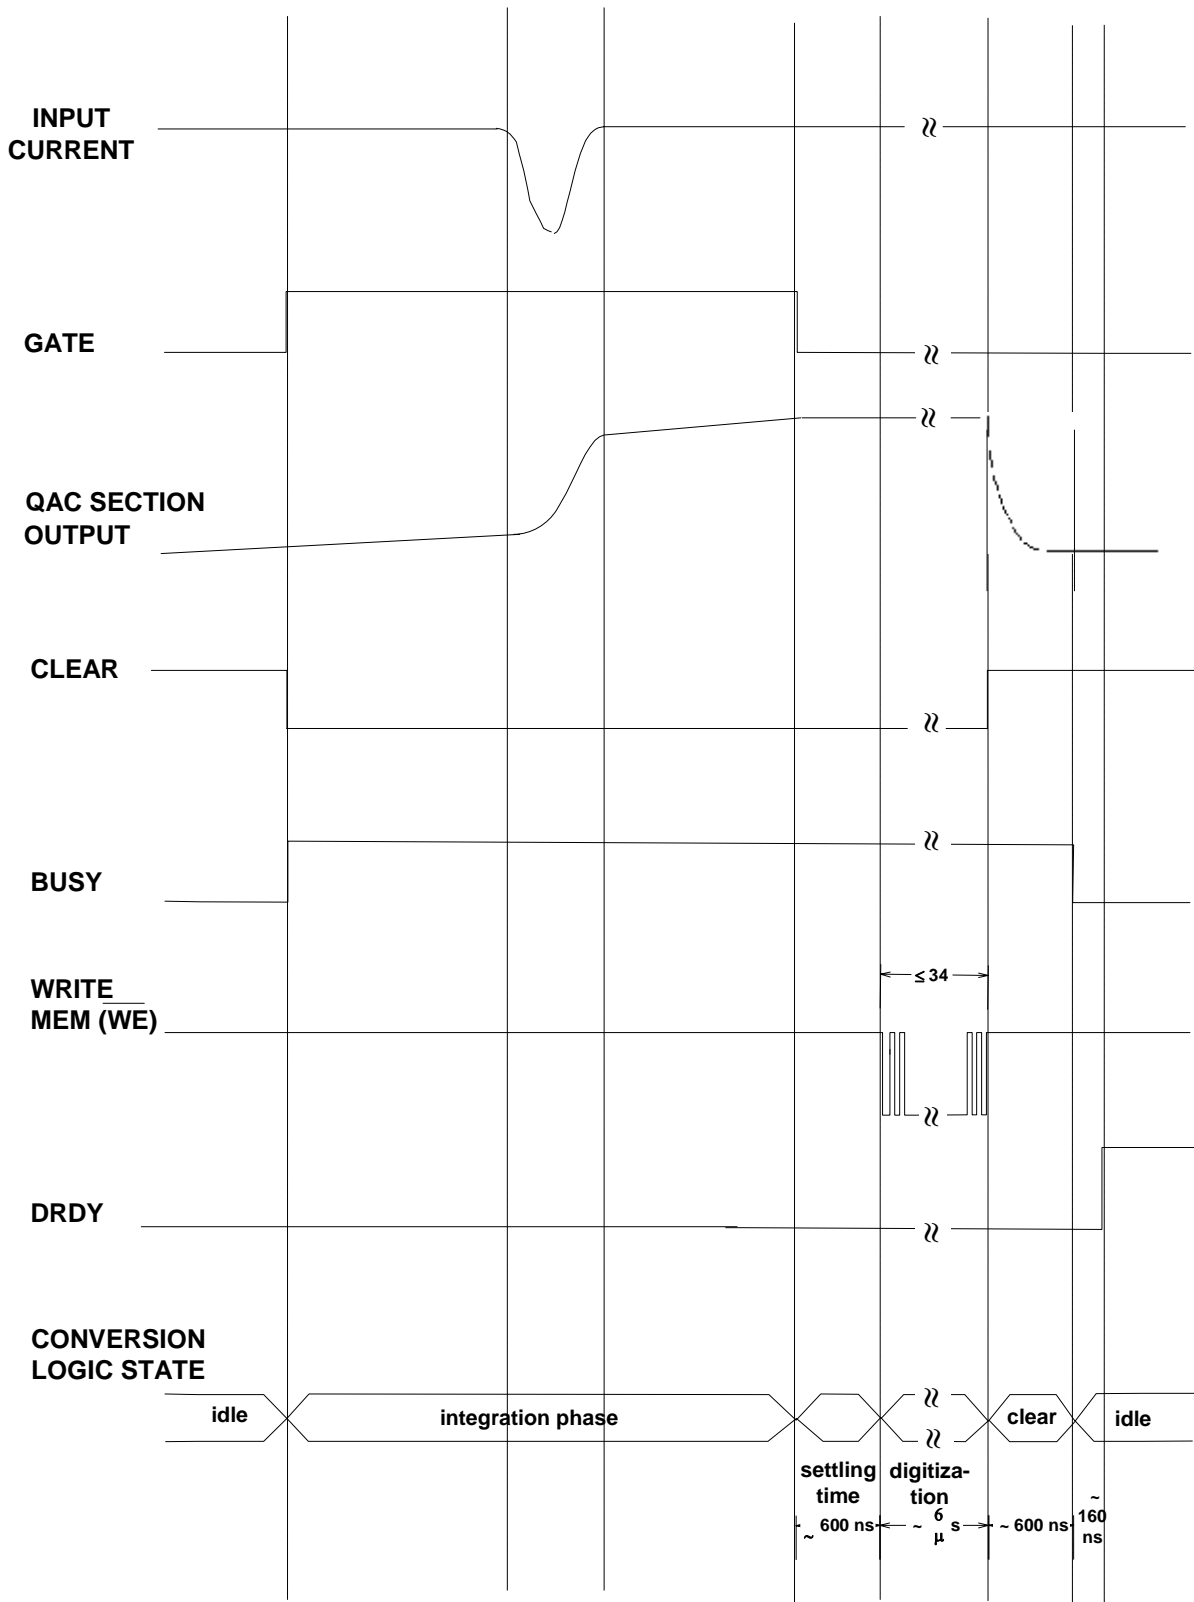 INPUT
CURRENT
GATE
QAC SECTION
OUTPUT
CLEAR
BUSY
≤ 34
WRITE
MEM (WE)
DRDY
CONVERSION
LOGIC STATE
idle
integration phase
clear
idle
settling
time
digitiza-
tion
~ 600 ns
~ 6 μ s
~ 600 ns
~
160
ns